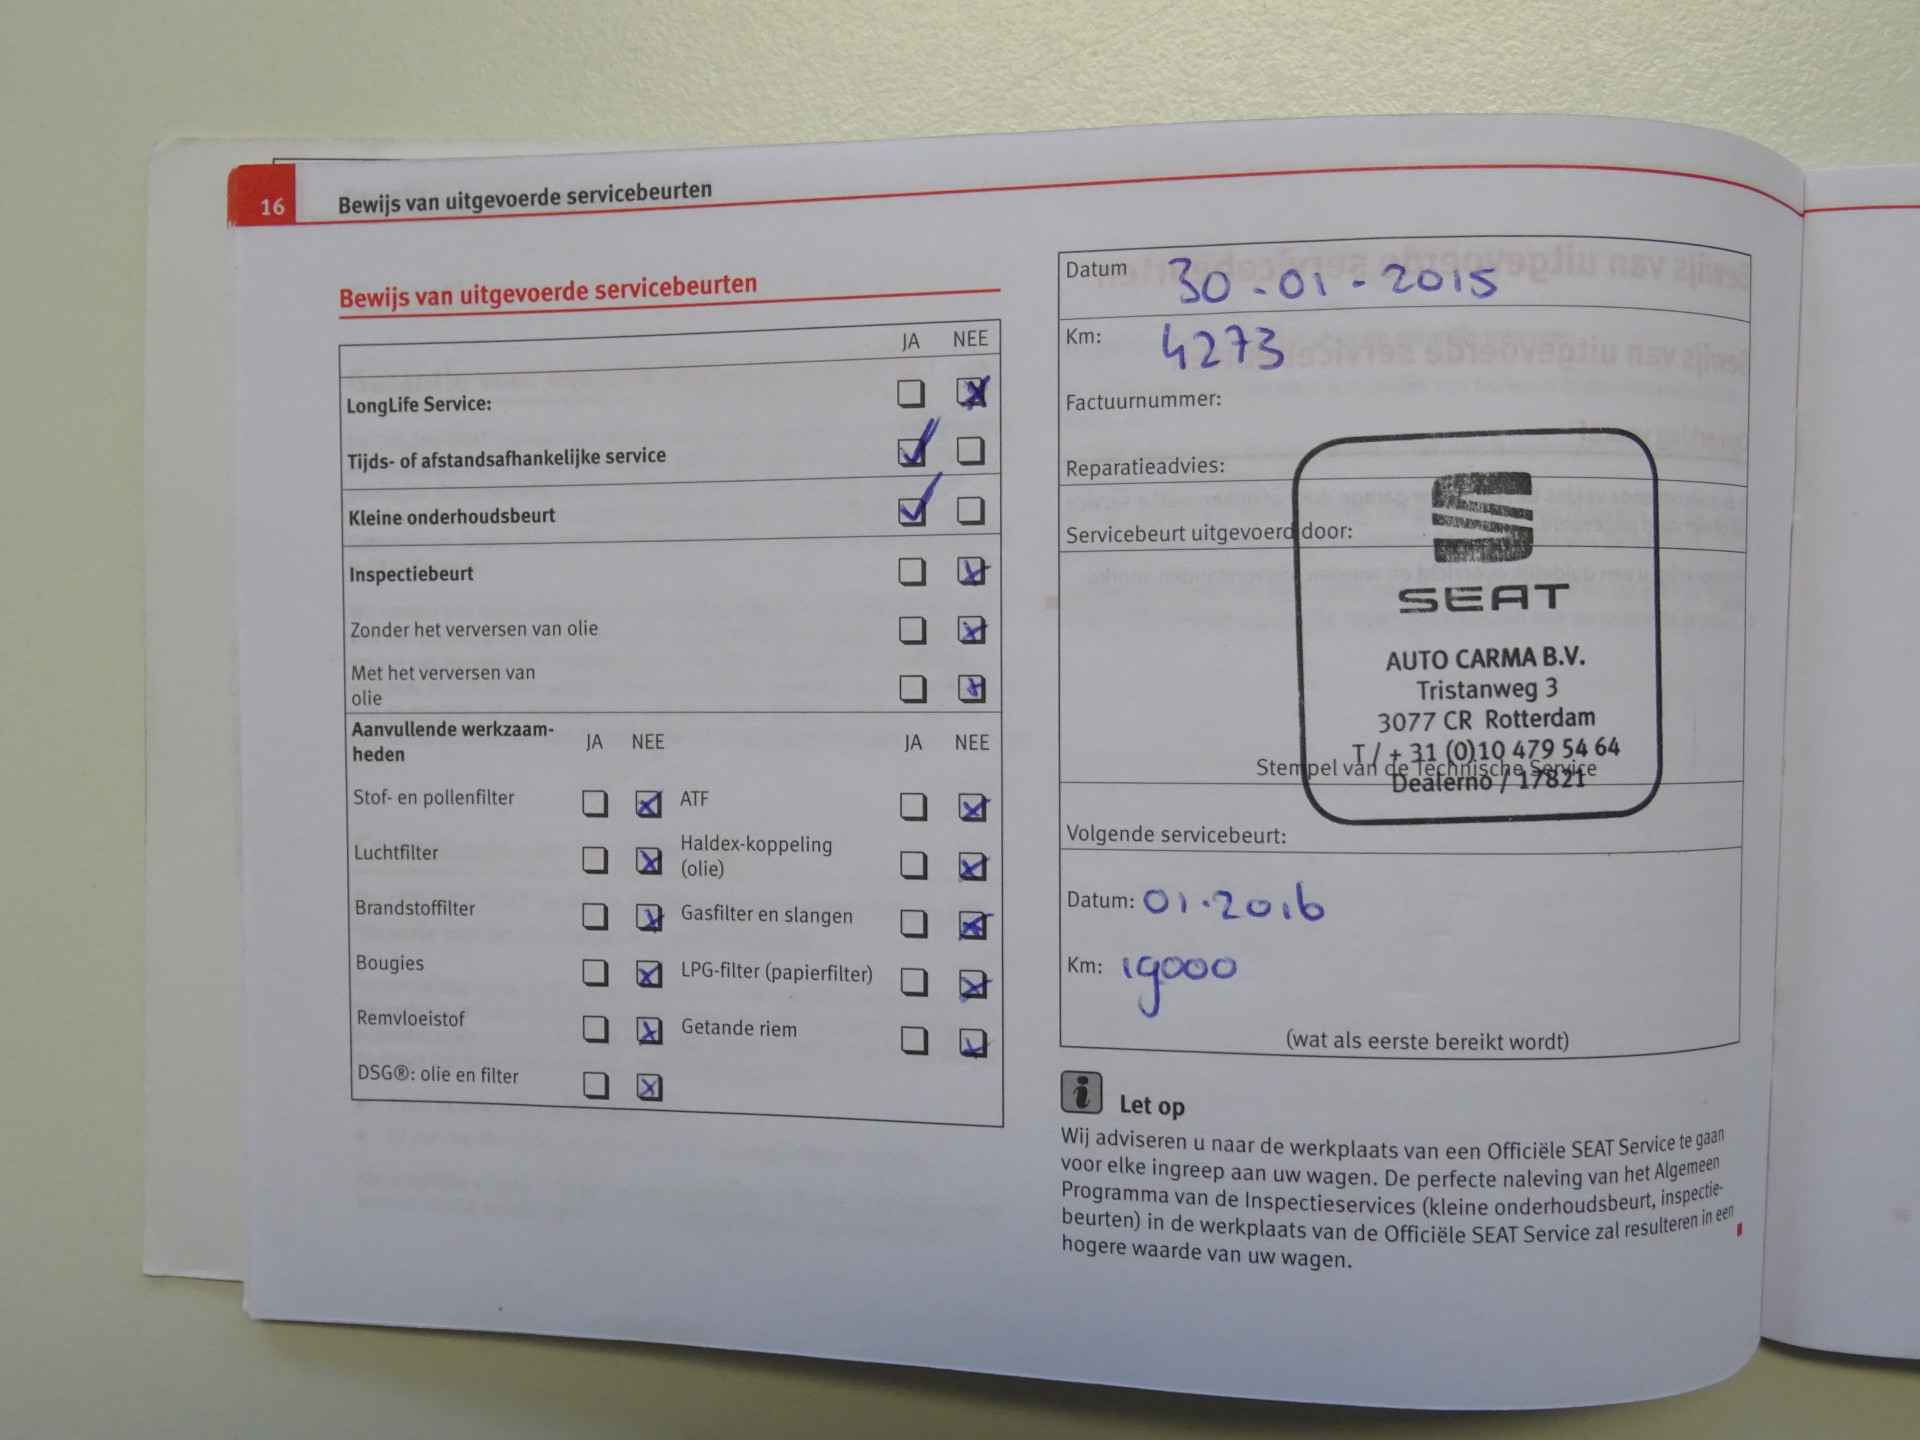 16 Bewijs van uitgevoerde servicebeurten
Bewijs van uitgevoerde servicebeurten
JA NEE
LongLife Service:
Tijds- of afstandsafhankelijke service
Kleine onderhoudsbeurt
Inspectiebeurt
Zonder het verversen van olie
Met het verversen van
olie
Aanvullende werkzaam-
heden JA NEE JA NEE
Stof- en pollenfilter ATF
Luchtfilter Haldex-koppeling
(olie)
Brandstoffilter Gasfilter en slangen
Bougies LPG-filter (papierfilter)
Remvloeistof Getande riem
DSG®: olie en filter
Datum 30-01-2015
Km: 4273
Factuurnummer:
Reparatieadvies:
Servicebeurt uitgevoerd door:
SEAT
AUTO CARMA B.V.
Tristanweg 3
3077 CR Rotterdam
T / + 31 (0)10 479 54 64
Stempel van de Technische Service
Dealerno / 17821
Volgende servicebeurt:
Datum: 01.2016
Km: 19000
(wat als eerste bereikt wordt)
i Let op
Wij adviseren u naar de werkplaats van een Officiële SEAT Service te gaan
voor elke ingreep aan uw wagen. De perfecte naleving van het Algemeen
Programma van de Inspectieservices (kleine onderhoudsbeurt, inspectie-
beurten) in de werkplaats van de Officiële SEAT Service zal resulteren in een
hogere waarde van uw wagen.